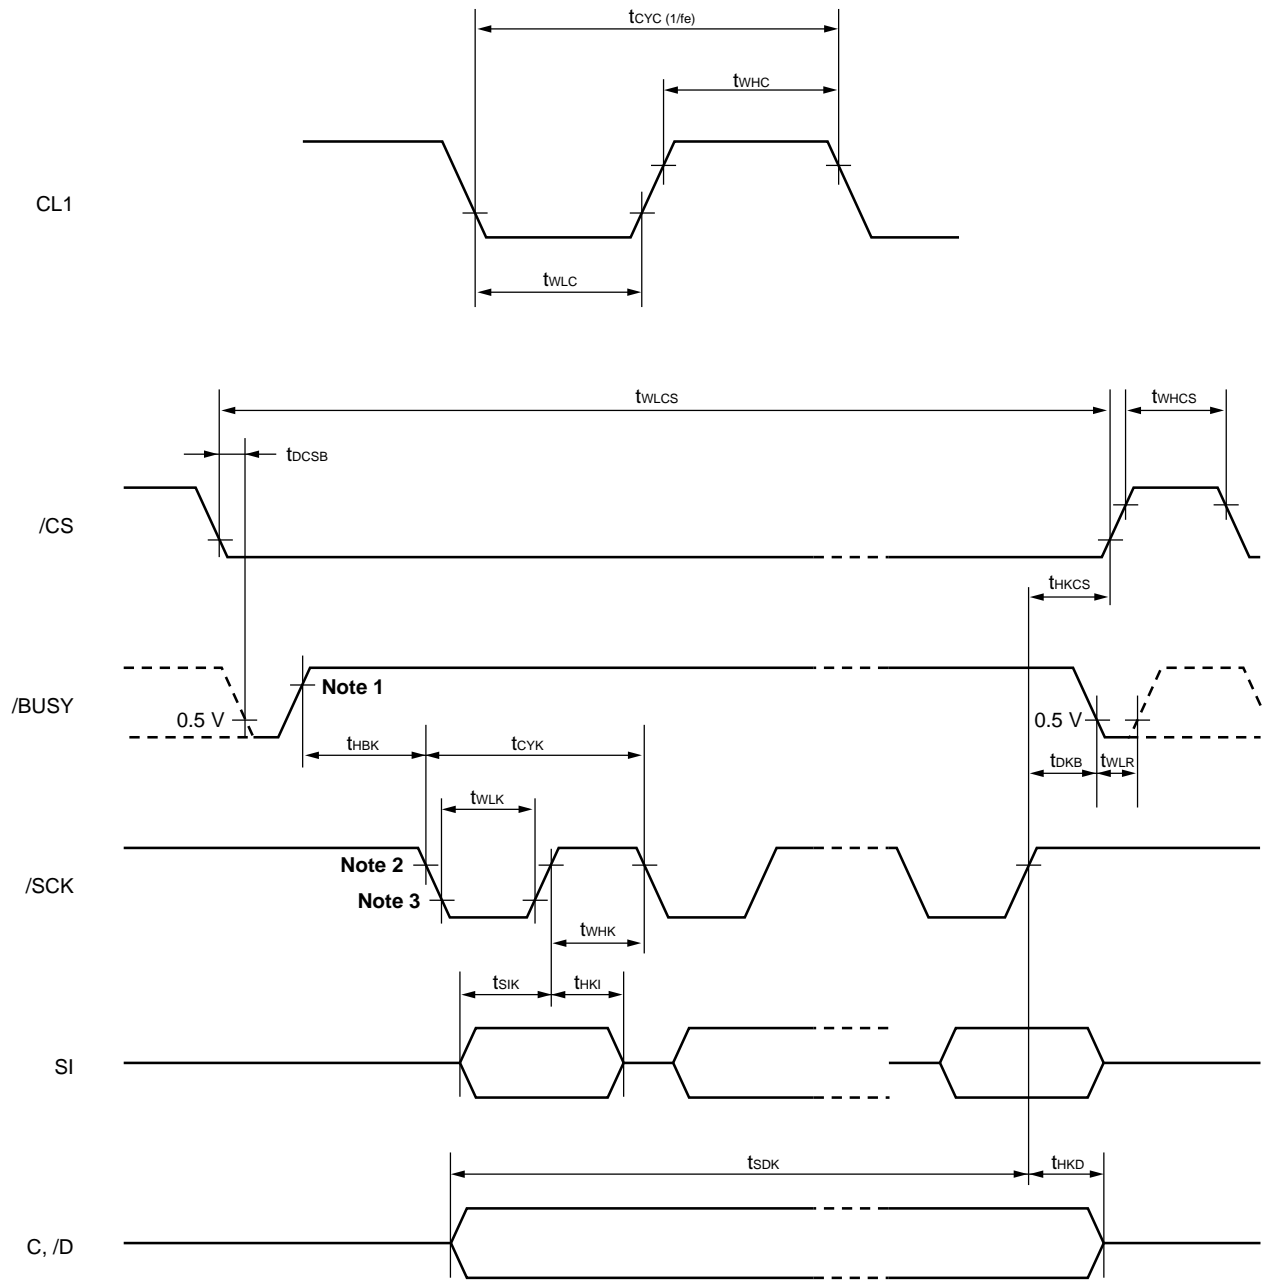 tCYC (1/fe)
tWHC
CL1
tWLC
tWLCS
tWHCS
tDCSB
/CS
tHKCS
Note 1
/BUSY
0.5 V
0.5 V
tHBK
tCYK
tDKB
tWLR
tWLK
Note 2
/SCK
Note 3
tWHK
tSIK
tHKI
SI
tSDK
tHKD
C, /D